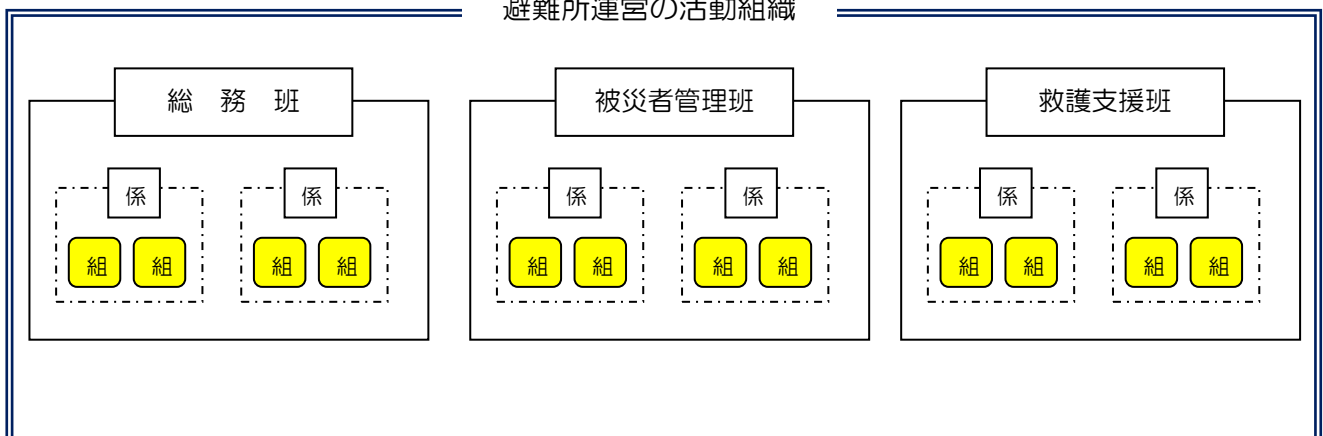 避難所運営の活動組織
総 務 班
被災者管理班
救護支援班
係 係 係 係 係 係
組 組 組 組 組 組 組 組 組 組 組 組